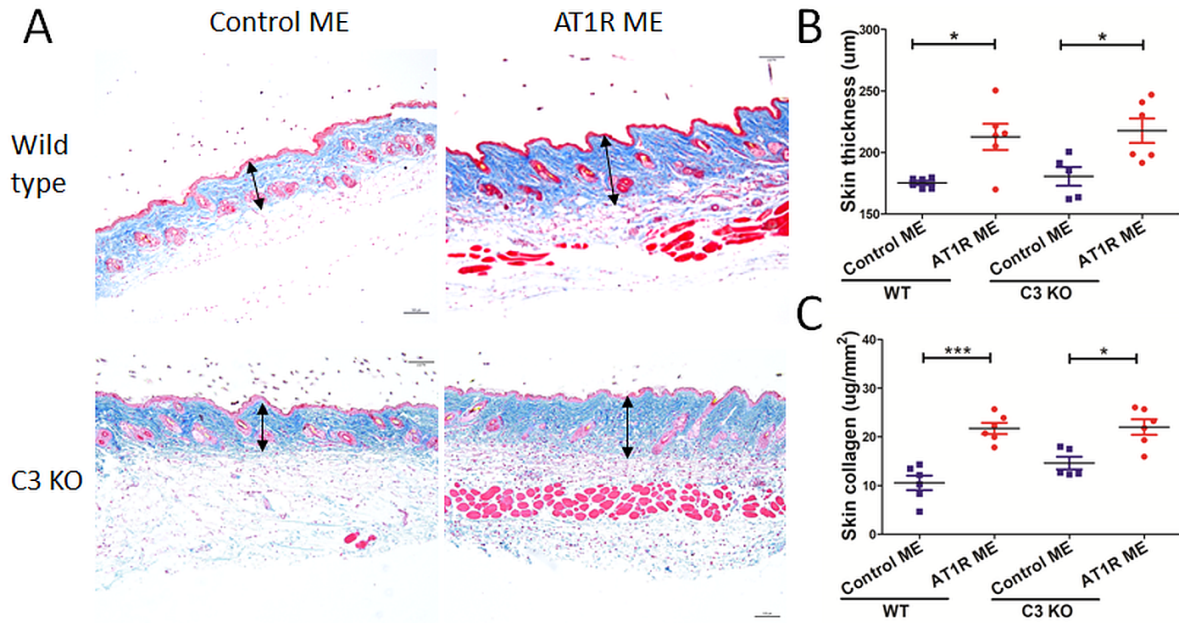 A
Control ME
AT1R ME
Wild
type
C3 KO
B
Skin thickness (um)
300
250
200
150
*
*
Control ME
AT1R ME
Control ME
AT1R ME
WT
C3 KO
C
Skin collagen (ug/mm²)
40
30
20
10
0
***
*
Control ME
AT1R ME
Control ME
AT1R ME
WT
C3 KO